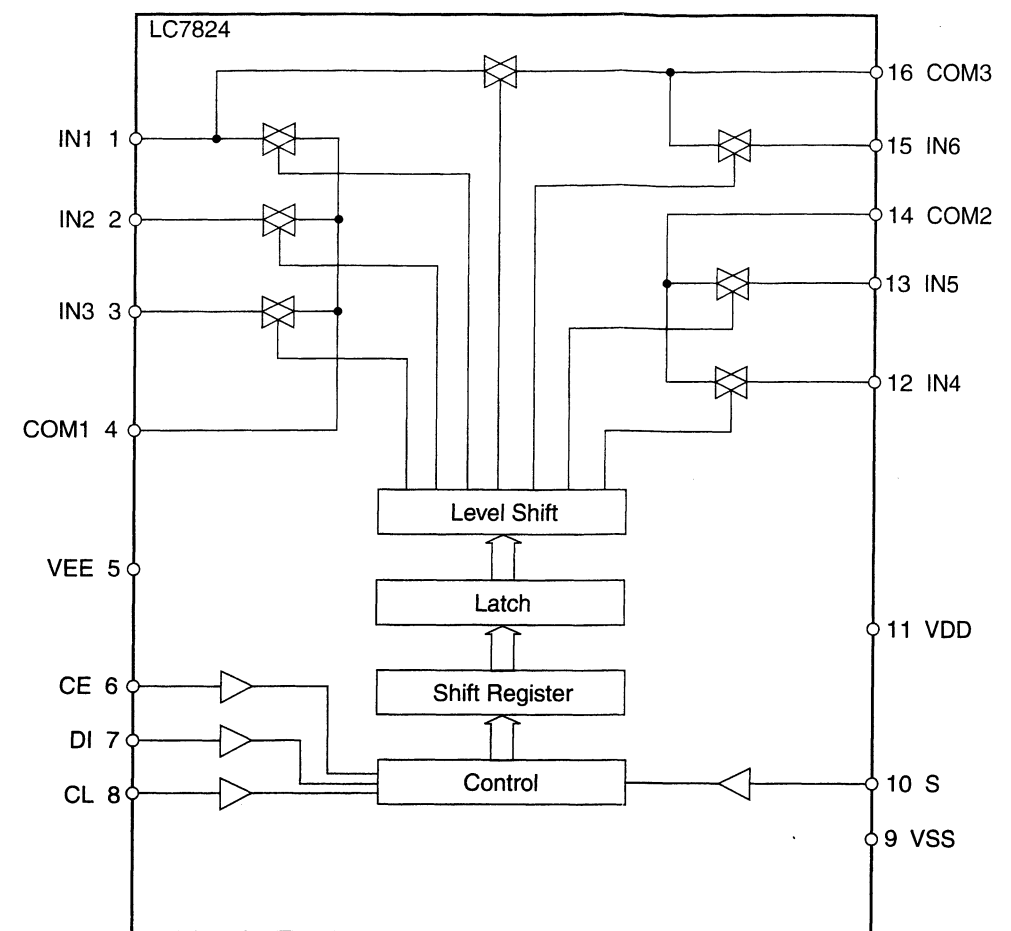 LC7824
IN1 1
IN2 2
IN3 3
COM1 4
VEE 5
CE 6
DI 7
CL 8
16 COM3
15 IN6
14 COM2
13 IN5
12 IN4
11 VDD
10 S
9 VSS
Level Shift
Latch
Shift Register
Control